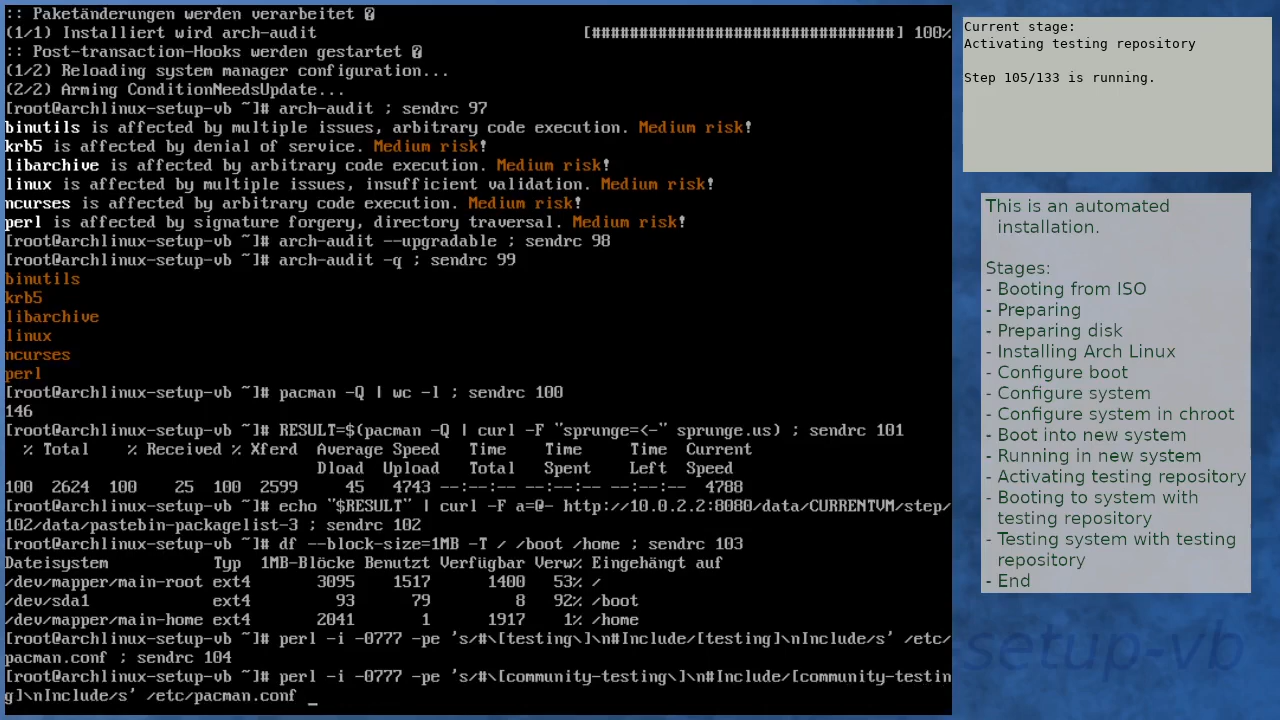 :: Paketänderungen werden verarbeitet �
(1/1) Installiert wird arch-audit [################################] 100%
:: Post-transaction-Hooks werden gestartet �
(1/2) Reloading system manager configuration...
(2/2) Arming ConditionNeedsUpdate...
[root@archlinux-setup-vb ~]# arch-audit ; sendrc 97
binutils is affected by multiple issues, arbitrary code execution. Medium risk!
krb5 is affected by denial of service. Medium risk!
libarchive is affected by arbitrary code execution. Medium risk!
linux is affected by multiple issues, insufficient validation. Medium risk!
ncurses is affected by arbitrary code execution. Medium risk!
perl is affected by signature forgery, directory traversal. Medium risk!
[root@archlinux-setup-vb ~]# arch-audit --upgradable ; sendrc 98
[root@archlinux-setup-vb ~]# arch-audit -q ; sendrc 99
binutils
krb5
libarchive
linux
ncurses
perl
[root@archlinux-setup-vb ~]# pacman -Q | wc -l ; sendrc 100
146
[root@archlinux-setup-vb ~]# RESULT=$(pacman -Q | curl -F "sprunge=<-" sprunge.us) ; sendrc 101
  % Total    % Received % Xferd  Average Speed   Time    Time     Time  Current
                                 Dload  Upload   Total   Spent    Left  Speed
100  2624  100    25  100  2599     45   4743 --:--:-- --:--:-- --:--:--  4788
[root@archlinux-setup-vb ~]# echo "$RESULT" | curl -F a=@- http://10.0.2.2:8080/data/CURRENTVM/step/
102/data/pastebin-packagelist-3 ; sendrc 102
[root@archlinux-setup-vb ~]# df --block-size=1MB -T / /boot /home ; sendrc 103
Dateisystem           Typ  1MB-Blöcke Benutzt Verfügbar Verw% Eingehängt auf
/dev/mapper/main-root ext4       3095    1517      1400   53% /
/dev/sda1             ext4         93      79         8   92% /boot
/dev/mapper/main-home ext4       2041       1      1917    1% /home
[root@archlinux-setup-vb ~]# perl -i -0777 -pe 's/#\[testing\]\n#Include/[testing]\nInclude/s' /etc/
pacman.conf ; sendrc 104
[root@archlinux-setup-vb ~]# perl -i -0777 -pe 's/#\[community-testing\]\n#Include/[community-testin
g]\nInclude/s' /etc/pacman.conf _
Current stage:
Activating testing repository
Step 105/133 is running.
This is an automated
installation.
Stages:
- Booting from ISO
- Preparing
- Preparing disk
- Installing Arch Linux
- Configure boot
- Configure system
- Configure system in chroot
- Boot into new system
- Running in new system
- Activating testing repository
- Booting to system with
testing repository
- Testing system with testing
repository
- End
setup-vb